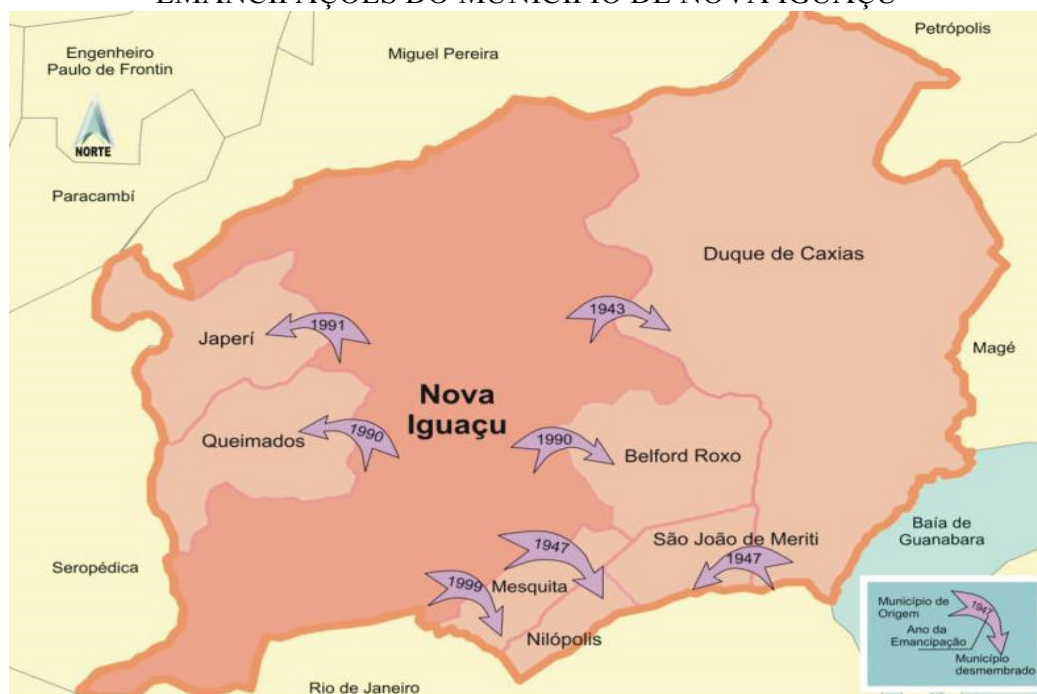 EMANCIPAÇÕES DO MUNICÍPIO DE NOVA IGUAÇU
Engenheiro
Paulo de Frontin
Miguel Pereira
Petrópolis
NORTE
Paracambí
Duque de Caxias
Japerí
1991
1943
Magé
Nova
Iguaçu
Queimados
1990
1990
Belford Roxo
Baía de
Guanabara
São João de Meriti
1947
1947
Seropédica
1999
Mesquita
Nilópolis
Rio de Janeiro
Município de
Origem
1947
Ano da
Emancipação
Município
desmembrado